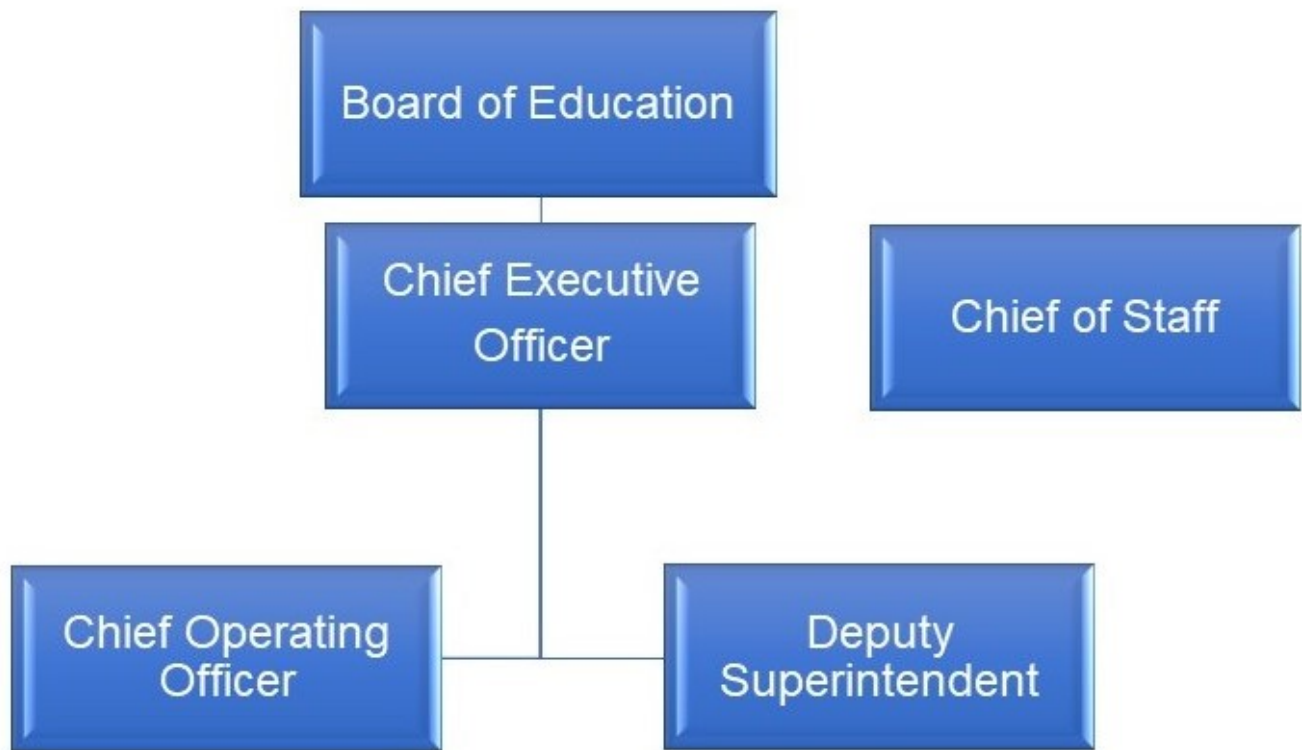 Board of Education
Chief Executive
Officer
Chief of Staff
Chief Operating
Officer
Deputy
Superintendent